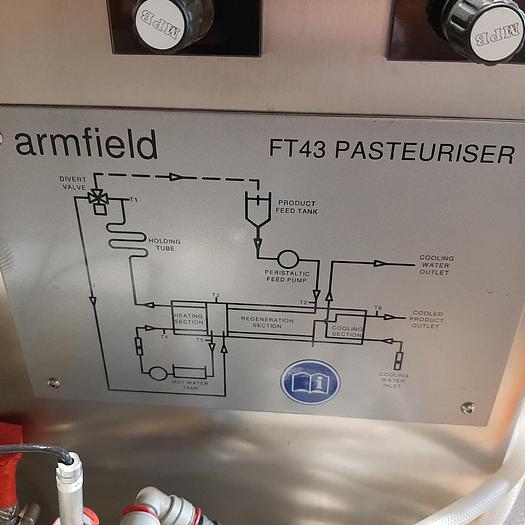 MPB
MPB
armfield
FT43 PASTEURISER
DIVERT
VALVE
T1
PRODUCT
FEED TANK
HOLDING
TUBE
COOLING
WATER
OUTLET
PERISTALTIC
FEED PUMP
T3
T2
T6
HEATING
SECTION
REGENERATION
SECTION
COOLING
SECTION
COOLED
PRODUCT
OUTLET
T4
T5
HOT WATER
TANK
COOLING
WATER
INLET
i